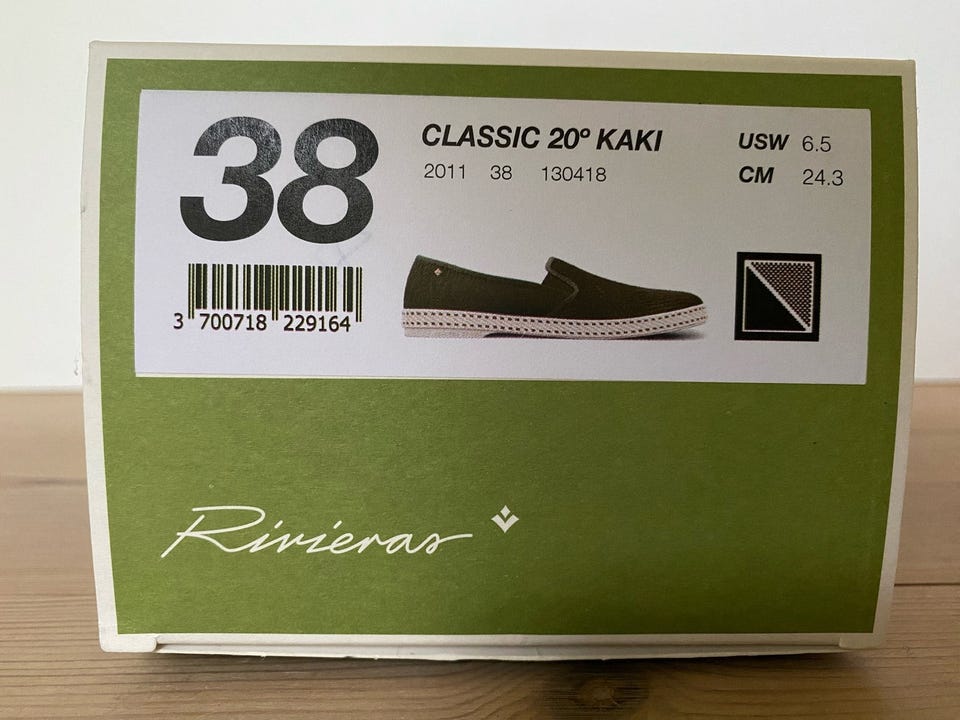 38
CLASSIC 20° KAKI
2011 38 130418
USW 6.5
CM 24.3
3 700718 229164
Rivieras